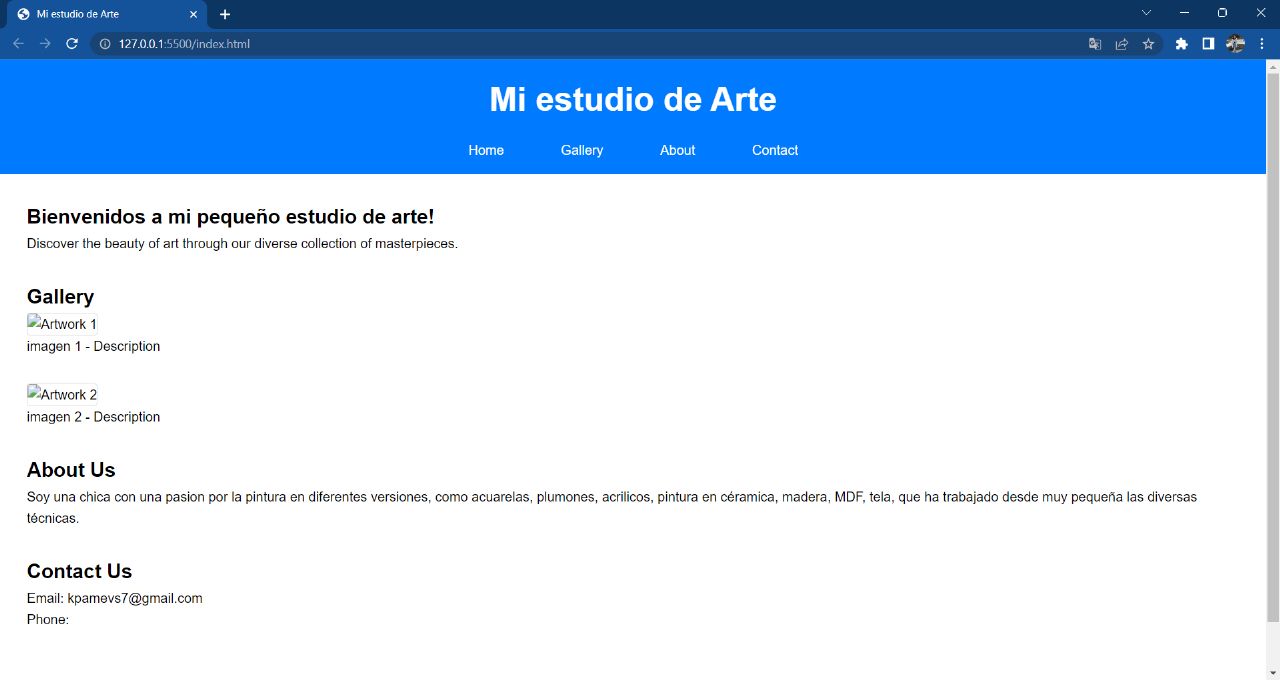 Mi estudio de Arte
127.0.0.1:5500/index.html
Mi estudio de Arte
Home Gallery About Contact
Bienvenidos a mi pequeño estudio de arte!
Discover the beauty of art through our diverse collection of masterpieces.
Gallery
Artwork 1
imagen 1 - Description
Artwork 2
imagen 2 - Description
About Us
Soy una chica con una pasion por la pintura en diferentes versiones, como acuarelas, plumones, acrilicos, pintura en céramica, madera, MDF, tela, que ha trabajado desde muy pequeña las diversas
técnicas.
Contact Us
Email: kpamevs7@gmail.com
Phone: